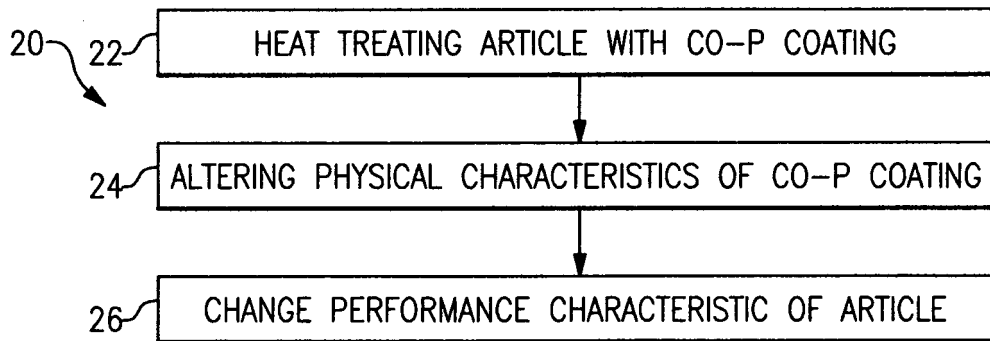 20
22 HEAT TREATING ARTICLE WITH CO-P COATING
24 ALTERING PHYSICAL CHARACTERISTICS OF CO-P COATING
26 CHANGE PERFORMANCE CHARACTERISTIC OF ARTICLE